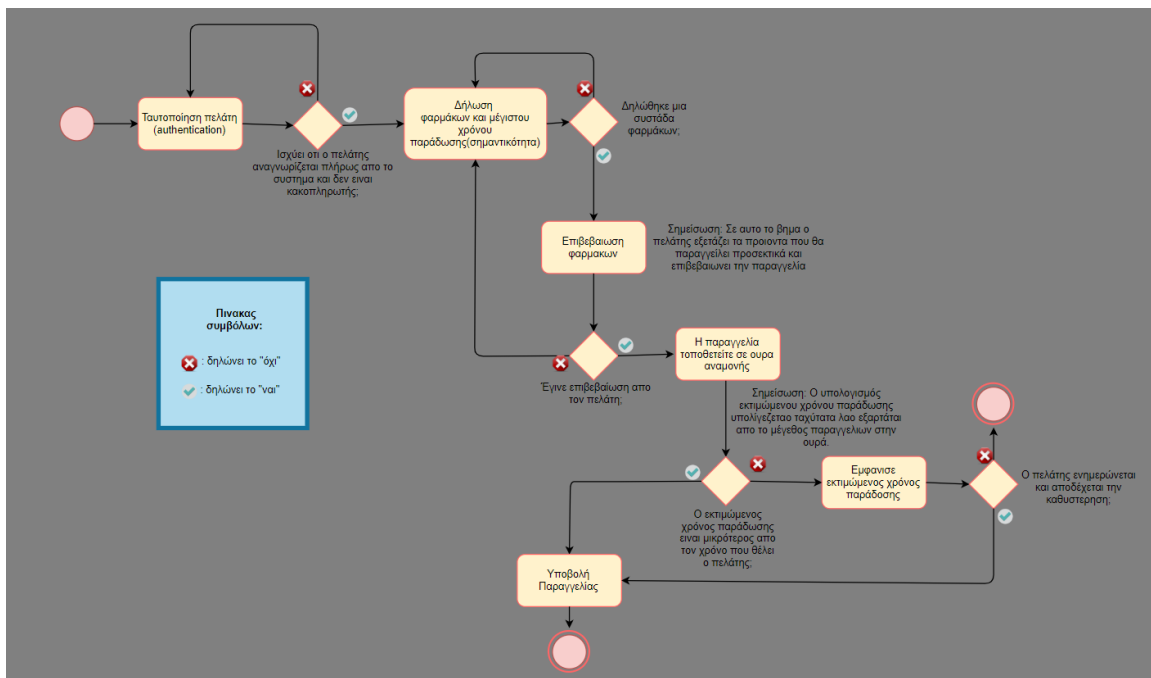 Ταυτοποίηση πελάτη
(authentication)
Ισχύει οτι ο πελάτης
αναγνωρίζεται πλήρως απο το
συστημα και δεν ειναι
κακοπληρωτής;
Δήλωση
φαρμάκων και μέγιστου
χρόνου
παράδωσης(σημαντικότητα)
Δηλώθηκε μια
συστάδα
φαρμάκων;
Επιβεβαιωση
φαρμακων
Σημείσωση: Σε αυτο το βημα ο
πελάτης εξετάζει τα προιοντα που θα
παραγγείλει προσεκτικά και
επιβεβαιωνει την παραγγελία
Πινακας
συμβόλων:
: δηλώνει το "όχι"
: δηλώνει το "ναι"
Έγινε επιβεβαίωση απο
τον πελάτη;
Η παραγγελία
τοποθετείτε σε ουρα
αναμονής
Σημείσωση: Ο υπολογισμός
εκτιμώμενου χρόνου παράδωσης
υπολίγεζεταο ταχύτατα λαο εξαρτάται
απο το μέγεθος παραγγελιων στην
ουρά.
Ο εκτιμώμενος
χρόνος παράδωσης
ειναι μικρότερος απο
τον χρόνο που θέλει
ο πελάτης;
Εμφανισε
εκτιμώμενος χρόνος
παράδοσης
Ο πελάτης ενημερώνεται
και αποδέχεται την
καθυστερηση;
Υποβολή
Παραγγελίας